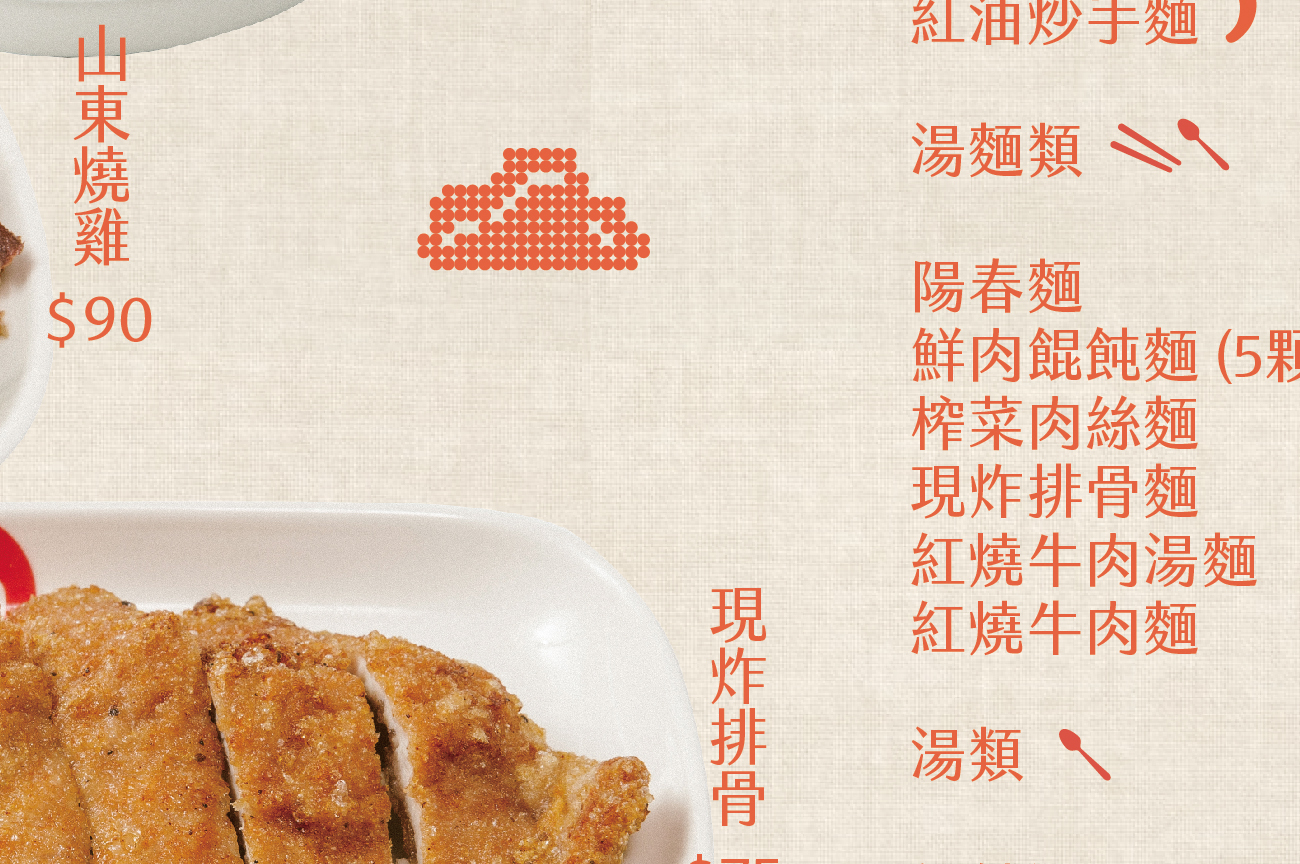 山東燒雞
$90
現炸排骨
紅油炒手麵
湯麵類
陽春麵
鮮肉餛飩麵 (5顆
榨菜肉絲麵
現炸排骨麵
紅燒牛肉湯麵
紅燒牛肉麵
湯類